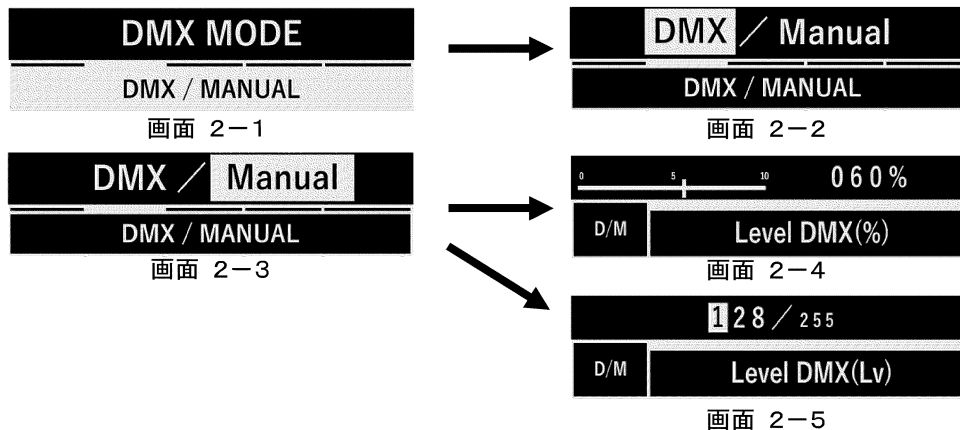 DMX MODE
DMX / MANUAL
画面 2－1
DMX / Manual
DMX / MANUAL
画面 2－2
DMX / Manual
DMX / MANUAL
画面 2－3
0 5 10 060%
D/M Level DMX(%)
画面 2－4
128/255
D/M Level DMX(Lv)
画面 2－5